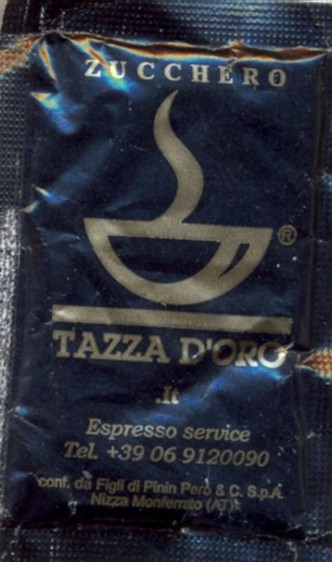 ZUCCHERO
®
TAZZA D'ORO
.it
Espresso service
Tel. +39 06 9120090
conf. da Figli di Pinin Pero & C. S.p.A.
Nizza Monferrato (AT)